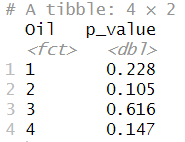 # A tibble: 4 × 2
Oil p_value
<fct> <dbl>
1 1 0.228
2 2 0.105
3 3 0.616
4 4 0.147